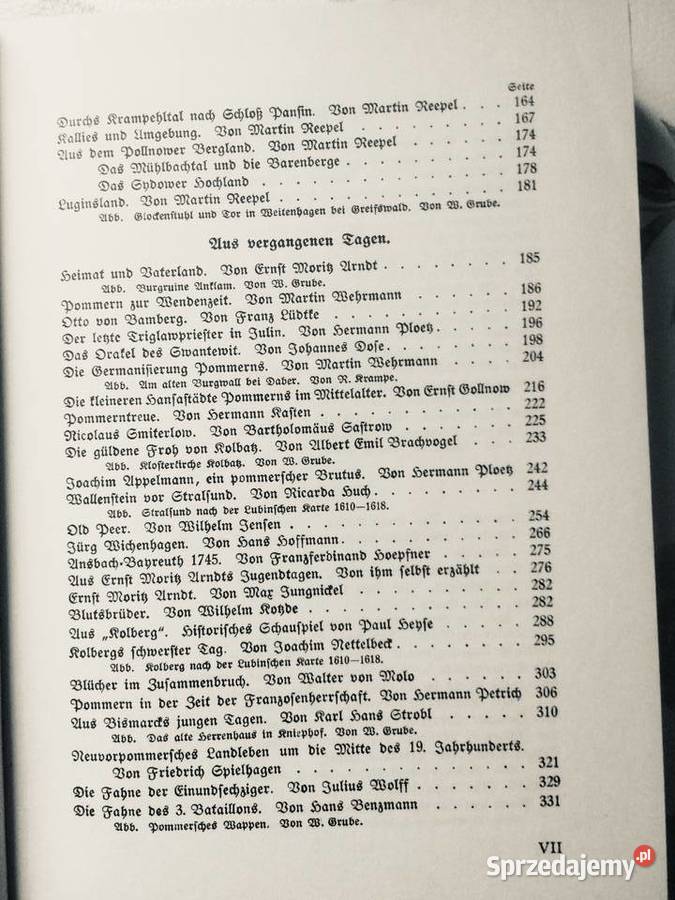 Seite
Durchs Krampehltal nach Schloß Pansin. Von Martin Reepel . . . 164
Kallies und Umgebung. Von Martin Reepel . . . . . . . . . . 167
Aus dem Pollnower Bergland. Von Martin Reepel . . . . . . . 174
Das Mühlbachtal und die Barenberge . . . . . . . . . . . 174
Das Sydower Hochland . . . . . . . . . . . . . . . . 178
Luginsland. Von Martin Reepel . . . . . . . . . . . . . . 181
Abb. Glockenstuhl und Tor in Weitenhagen bei Greifswald. Von W. Grube.
Aus vergangenen Tagen.
Heimat und Vaterland. Von Ernst Moritz Arndt . . . . . . . . 185
Abb. Burgruine Anklam. Von W. Grube.
Pommern zur Wendenzeit. Von Martin Wehrmann . . . . . . . 186
Otto von Bamberg. Von Franz Lüdtke . . . . . . . . . . . 192
Der letzte Triglawpriester in Julin. Von Hermann Ploetz . . . . . 196
Das Orakel des Swantewit. Von Johannes Dose . . . . . . . . 198
Die Germanisierung Pommerns. Von Martin Wehrmann . . . . 204
Abb. Am alten Burgwall bei Daber. Von R. Krampe.
Die kleineren Hansastädte Pommerns im Mittelalter. Von Ernst Gollnow 216
Pommerntreue. Von Hermann Kasten . . . . . . . . . . . . 222
Nicolaus Smiterlow. Von Bartholomäus Sastrow . . . . . . . . 225
Die güldene Froh von Kolbatz. Von Albert Emil Brachvogel . . . 233
Abb. Klosterkirche Kolbatz. Von W. Grube.
Joachim Appelmann, ein pommerscher Brutus. Von Hermann Ploetz 242
Wallenstein vor Stralsund. Von Ricarda Huch . . . . . . . . . 244
Abb. Stralsund nach der Lubinschen Karte 1610—1618.
Old Peer. Von Wilhelm Jensen . . . . . . . . . . . . . . 254
Jürg Wichenhagen. Von Hans Hoffmann . . . . . . . . . . . 266
Ansbach-Bayreuth 1745. Von Franzferdinand Hoepfner . . . . . 275
Aus Ernst Moritz Arndts Jugendtagen. Von ihm selbst erzählt . . 276
Ernst Moritz Arndt. Von Max Jungnickel . . . . . . . . . . 282
Blutsbrüder. Von Wilhelm Kotzde . . . . . . . . . . . . . 282
Aus „Kolberg“. Historisches Schauspiel von Paul Heyse . . . . . 288
Kolbergs schwerster Tag. Von Joachim Nettelbeck . . . . . . . 295
Abb. Kolberg nach der Lubinschen Karte 1610—1618.
Blücher im Zusammenbruch. Von Walter von Molo . . . . . . 303
Pommern in der Zeit der Franzosenherrschaft. Von Hermann Petrich 306
Aus Bismarcks jungen Tagen. Von Karl Hans Strobl . . . . . 310
Abb. Das alte Herrenhaus in Kniephof. Von W. Grube.
Neuvorpommersches Landleben um die Mitte des 19. Jahrhunderts.
Von Friedrich Spielhagen . . . . . . . . . . . . . . 321
Die Fahne der Einundsechziger. Von Julius Wolff . . . . . . . 329
Die Fahne des 3. Bataillons. Von Hans Benzmann . . . . . . 331
Abb. Pommersches Wappen. Von W. Grube.
VII
Sprzedajemy.pl